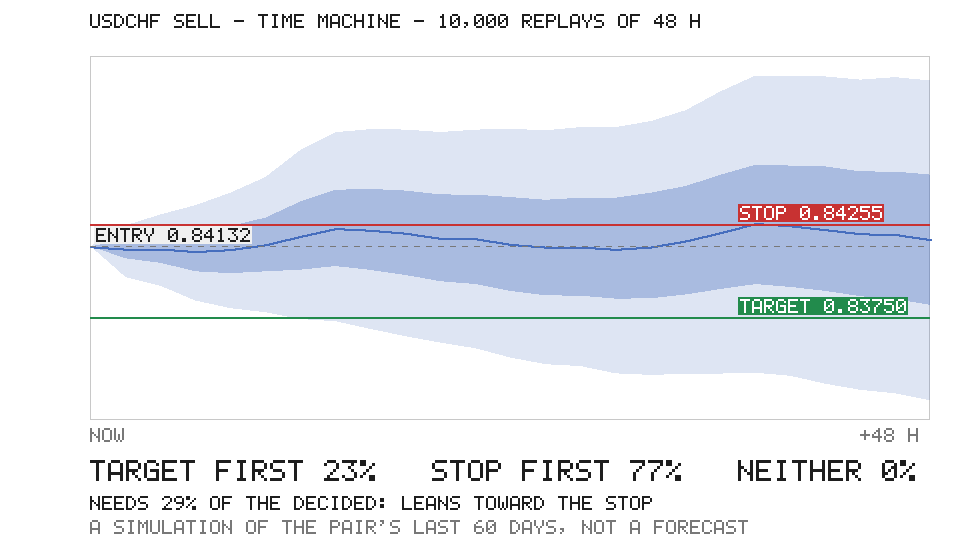 USDCHF SELL – TIME MACHINE – 10,000 REPLAYS OF 48 H
STOP 0.84255
ENTRY 0.84132
TARGET 0.83750
NOW +48 H
TARGET FIRST 23% STOP FIRST 77% NEITHER 0%
NEEDS 29% OF THE DECIDED: LEANS TOWARD THE STOP
A SIMULATION OF THE PAIR'S LAST 60 DAYS, NOT A FORECAST